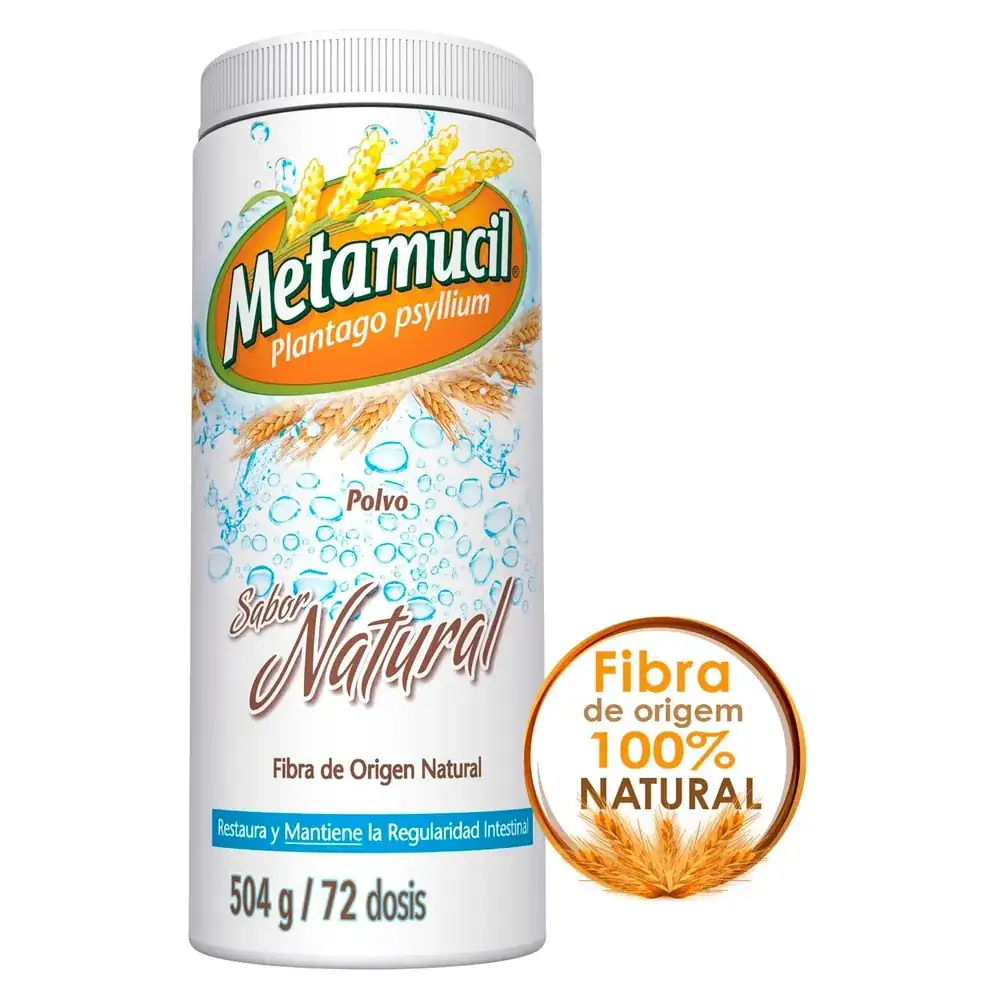 Metamucil®
Plantago psyllium
Polvo
Sabor
Natural
Fibra de Origen Natural
Restaura y Mantiene la Regularidad Intestinal
504 g / 72 dosis
Fibra
de origem
100%
NATURAL